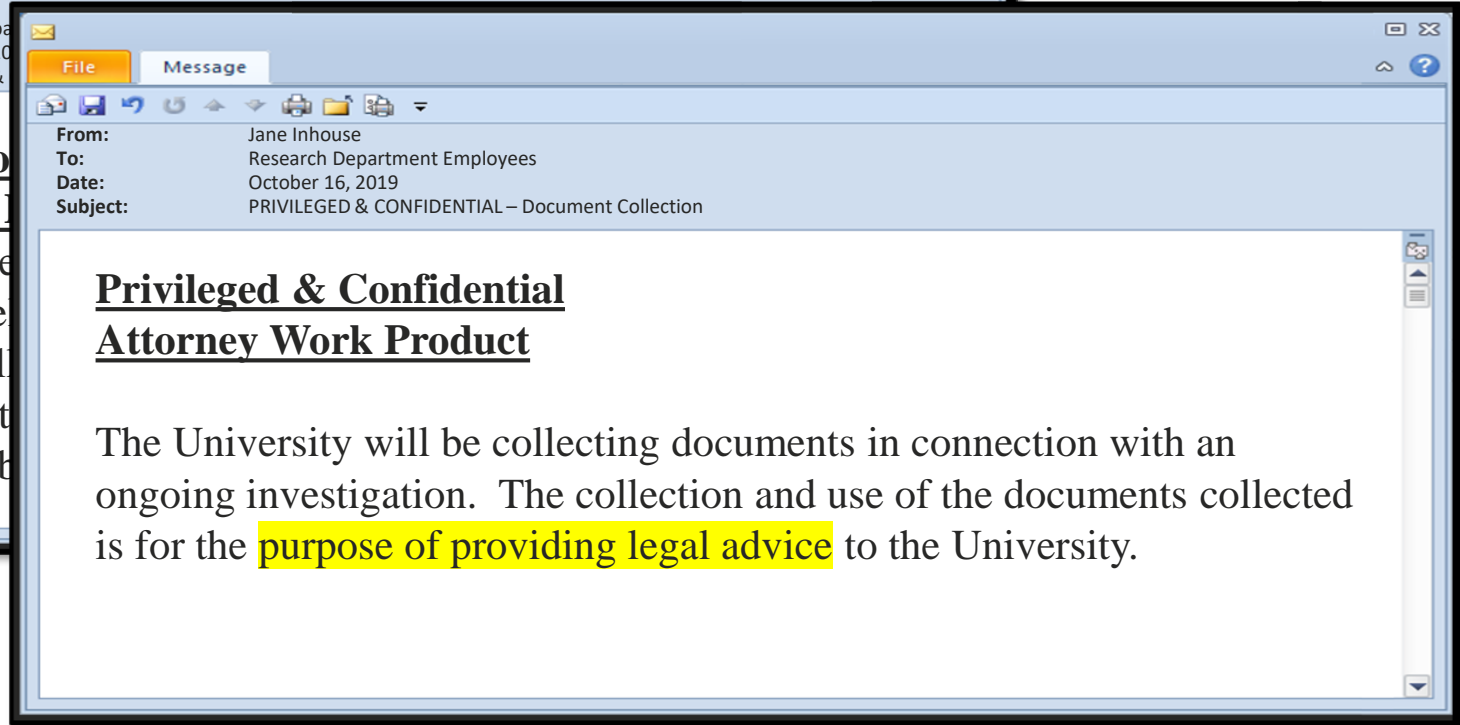 File Message
From: Jane Inhouse
To: Research Department Employees
Date: October 16, 2019
Subject: PRIVILEGED & CONFIDENTIAL – Document Collection
Privileged & Confidential
Attorney Work Product
The University will be collecting documents in connection with an
ongoing investigation.  The collection and use of the documents collected
is for the purpose of providing legal advice to the University.